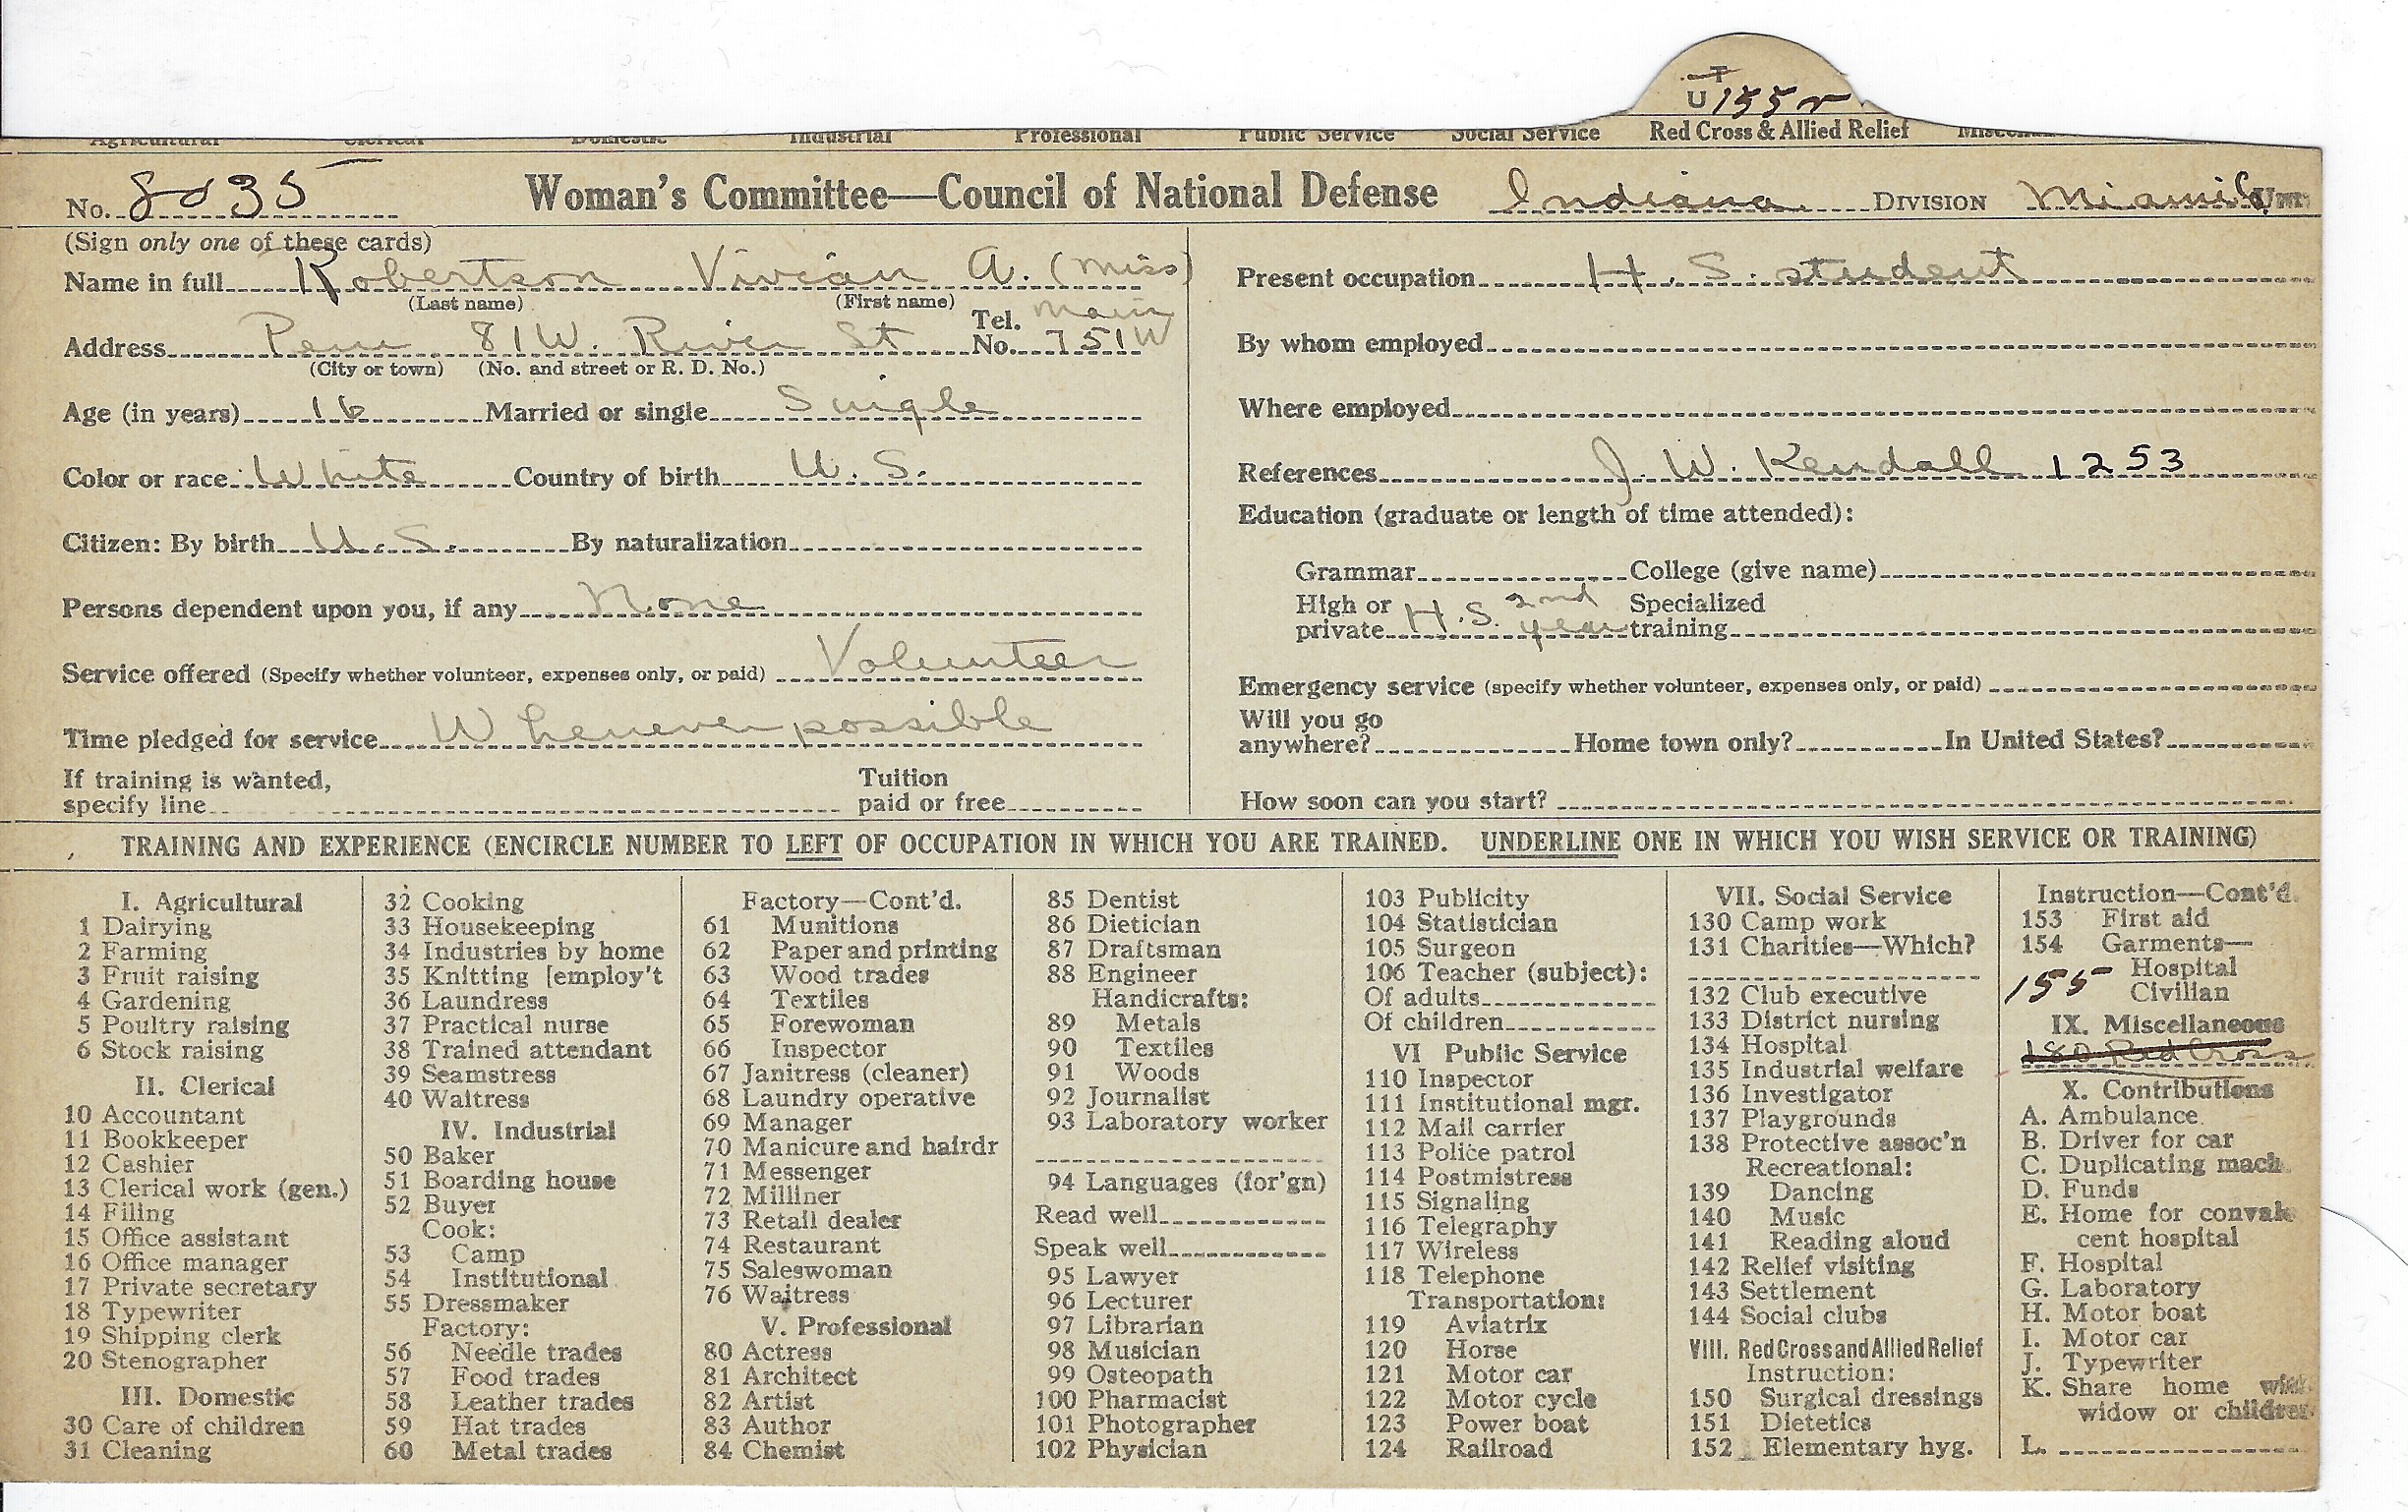 T
U 155 r
Agricultural Clerical Domestic Industrial Professional Public Service Social Service Red Cross & Allied Relief
No. 8035 Woman's Committee—Council of National Defense Indiana DIVISION Miami Co. UNIT
(Sign only one of these cards)
Name in full Robertson Vivian A. (Miss)
(Last name) (First name)
Address Peru 81 W. River St Tel. No. Main 751W
(City or town) (No. and street or R. D. No.)
Age (in years) 16 Married or single Single
Color or race White Country of birth U. S.
Citizen: By birth U. S. By naturalization
Persons dependent upon you, if any None
Service offered (Specify whether volunteer, expenses only, or paid) Volunteer
Time pledged for service Whenever possible
If training is wanted,
specify line Tuition paid or free
Present occupation H. S. student
By whom employed
Where employed
References J. W. Kendall 1253
Education (graduate or length of time attended):
Grammar College (give name)
High or private H. S. 2nd year Specialized training
Emergency service (specify whether volunteer, expenses only, or paid)
Will you go
anywhere? Home town only? In United States?
How soon can you start?
TRAINING AND EXPERIENCE (ENCIRCLE NUMBER TO LEFT OF OCCUPATION IN WHICH YOU ARE TRAINED. UNDERLINE ONE IN WHICH YOU WISH SERVICE OR TRAINING)
I. Agricultural
1 Dairying
2 Farming
3 Fruit raising
4 Gardening
5 Poultry raising
6 Stock raising
II. Clerical
10 Accountant
11 Bookkeeper
12 Cashier
13 Clerical work (gen.)
14 Filing
15 Office assistant
16 Office manager
17 Private secretary
18 Typewriter
19 Shipping clerk
20 Stenographer
III. Domestic
30 Care of children
31 Cleaning
32 Cooking
33 Housekeeping
34 Industries by home
35 Knitting [employ't
36 Laundress
37 Practical nurse
38 Trained attendant
39 Seamstress
40 Waitress
IV. Industrial
50 Baker
51 Boarding house
52 Buyer
Cook:
53 Camp
54 Institutional
55 Dressmaker
Factory:
56 Needle trades
57 Food trades
58 Leather trades
59 Hat trades
60 Metal trades
Factory—Cont'd.
61 Munitions
62 Paper and printing
63 Wood trades
64 Textiles
65 Forewoman
66 Inspector
67 Janitress (cleaner)
68 Laundry operative
69 Manager
70 Manicure and hairdr
71 Messenger
72 Milliner
73 Retail dealer
74 Restaurant
75 Saleswoman
76 Waitress
V. Professional
80 Actress
81 Architect
82 Artist
83 Author
84 Chemist
85 Dentist
86 Dietician
87 Draftsman
88 Engineer
Handicrafts:
89 Metals
90 Textiles
91 Woods
92 Journalist
93 Laboratory worker
94 Languages (for'gn)
Read well
Speak well
95 Lawyer
96 Lecturer
97 Librarian
98 Musician
99 Osteopath
100 Pharmacist
101 Photographer
102 Physician
103 Publicity
104 Statistician
105 Surgeon
106 Teacher (subject):
Of adults
Of children
VI Public Service
110 Inspector
111 Institutional mgr.
112 Mail carrier
113 Police patrol
114 Postmistress
115 Signaling
116 Telegraphy
117 Wireless
118 Telephone
Transportation:
119 Aviatrix
120 Horse
121 Motor car
122 Motor cycle
123 Power boat
124 Railroad
VII. Social Service
130 Camp work
131 Charities—Which?
132 Club executive
133 District nursing
134 Hospital
135 Industrial welfare
136 Investigator
137 Playgrounds
138 Protective assoc'n
Recreational:
139 Dancing
140 Music
141 Reading aloud
142 Relief visiting
143 Settlement
144 Social clubs
VIII. Red Cross and Allied Relief
Instruction:
150 Surgical dressings
151 Dietetics
152 Elementary hyg.
Instruction—Cont'd.
153 First aid
154 Garments—
Hospital
155 Civilian
IX. Miscellaneous
180 Red Cross
X. Contributions
A. Ambulance
B. Driver for car
C. Duplicating mach.
D. Funds
E. Home for convales
cent hospital
F. Hospital
G. Laboratory
H. Motor boat
I. Motor car
J. Typewriter
K. Share home with
widow or children
L.